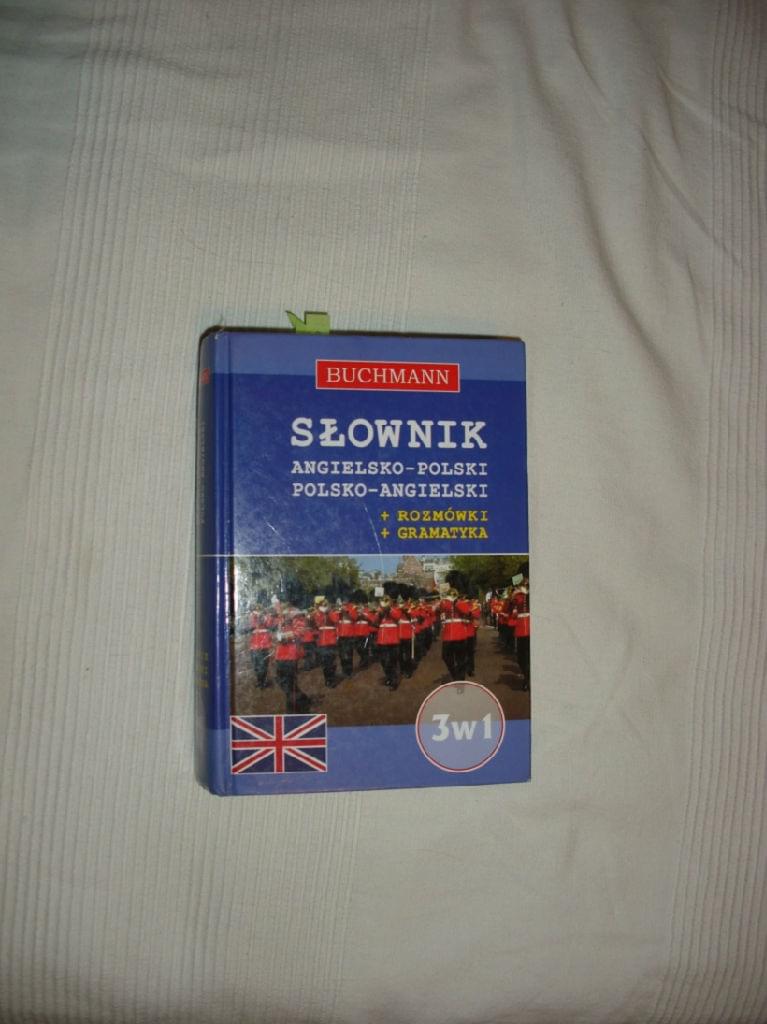 BUCHMANN
SŁOWNIK
ANGIELSKO-POLSKI
POLSKO-ANGIELSKI
+ ROZMÓWKI
+ GRAMATYKA
3w1